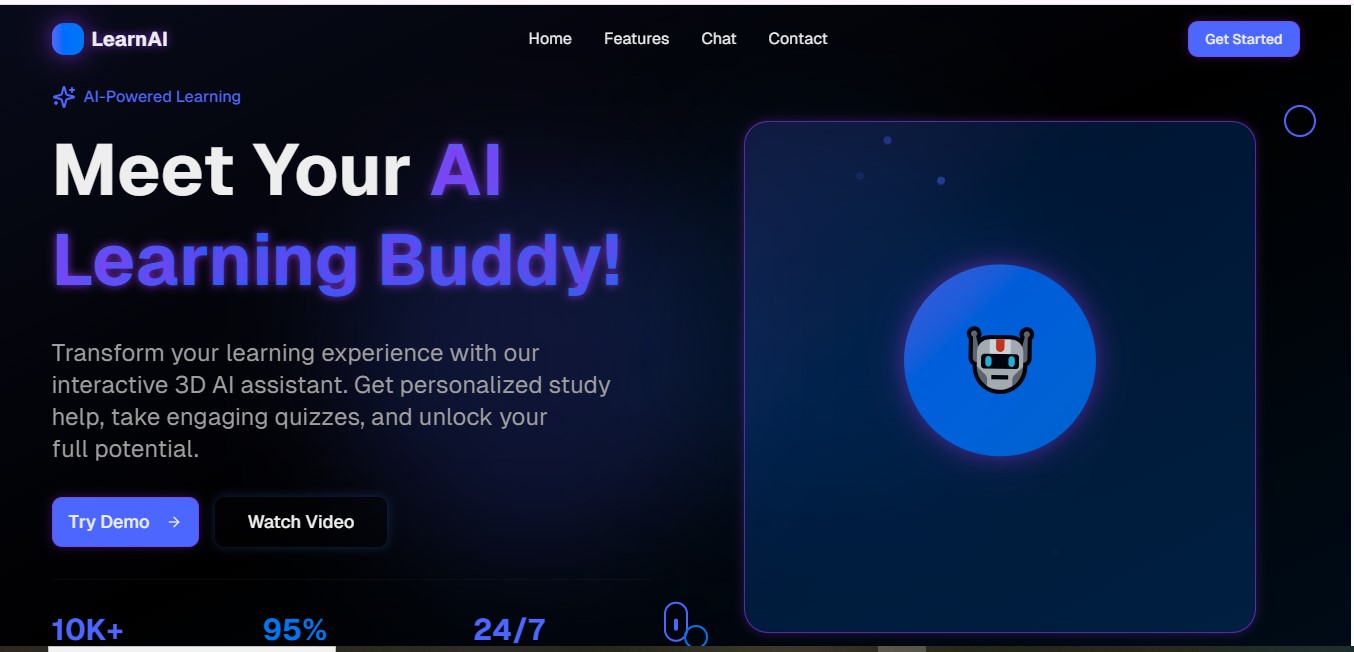 LearnAI
Home
Features
Chat
Contact
Get Started
AI-Powered Learning
Meet Your AI
Learning Buddy!
Transform your learning experience with our
interactive 3D AI assistant. Get personalized study
help, take engaging quizzes, and unlock your
full potential.
Try Demo →
Watch Video
10K+
95%
24/7